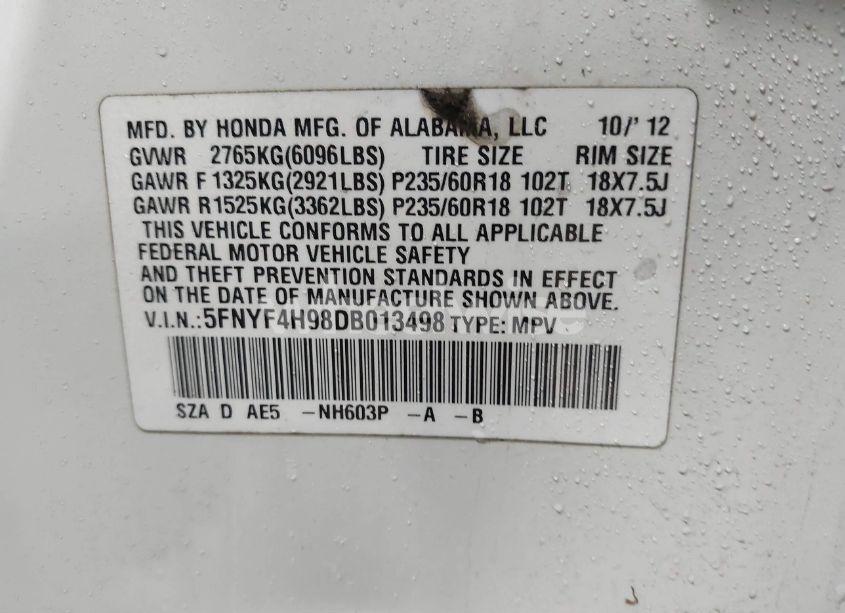 MFD. BY HONDA MFG. OF ALABAMA, LLC 10/' 12
GVWR 2765KG(6096LBS) TIRE SIZE RIM SIZE
GAWR F 1325KG(2921LBS) P235/60R18 102T 18X7.5J
GAWR R1525KG(3362LBS) P235/60R18 102T 18X7.5J
THIS VEHICLE CONFORMS TO ALL APPLICABLE
FEDERAL MOTOR VEHICLE SAFETY
AND THEFT PREVENTION STANDARDS IN EFFECT
ON THE DATE OF MANUFACTURE SHOWN ABOVE.
V.I.N.:5FNYF4H98DB013498 TYPE: MPV
SZA D AE5 -NH603P -A -B